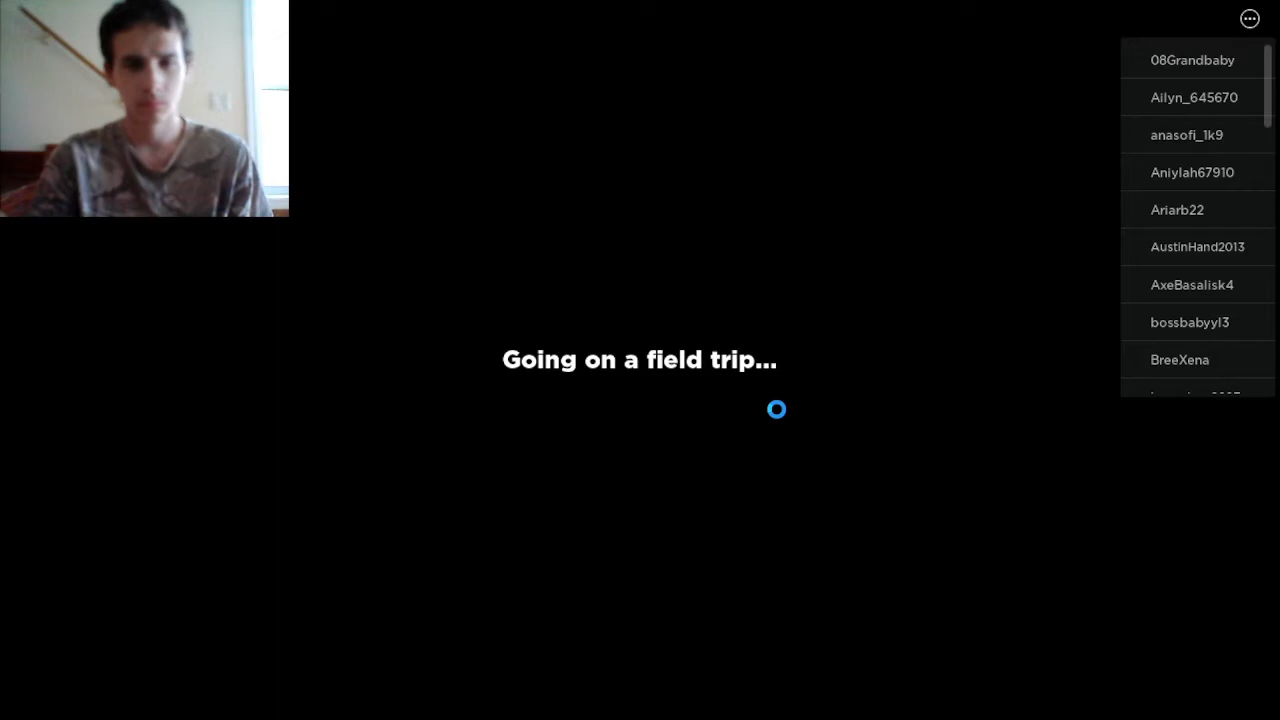 08Grandbaby
Ailyn_645670
anasofi_1k9
Aniylah67910
Ariarb22
AustinHand2013
AxeBasalisk4
bossbabyyl3
BreeXena
Going on a field trip...